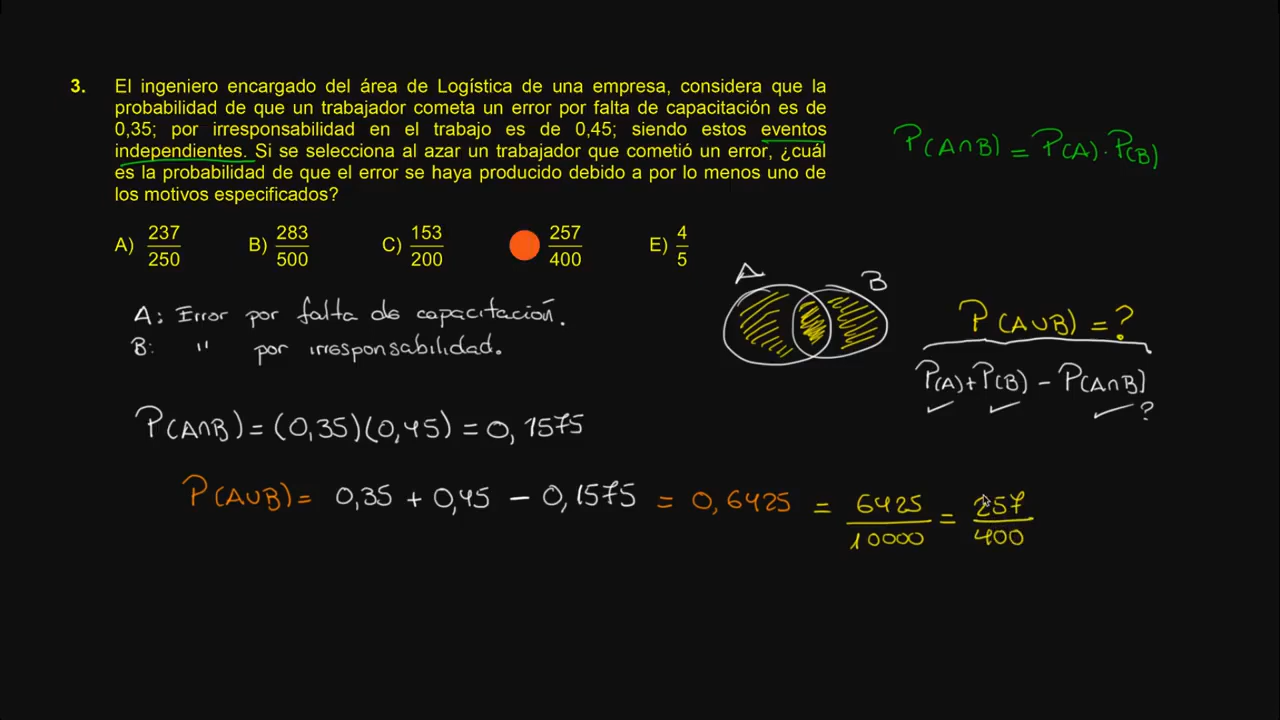 3. El ingeniero encargado del área de Logística de una empresa, considera que la
probabilidad de que un trabajador cometa un error por falta de capacitación es de
0,35; por irresponsabilidad en el trabajo es de 0,45; siendo estos eventos
independientes. Si se selecciona al azar un trabajador que cometió un error, ¿cuál
es la probabilidad de que el error se haya producido debido a por lo menos uno de
los motivos especificados?
P(A∩B) = P(A) . P(B)
A) 237/250 B) 283/500 C) 153/200 257/400 E) 4/5
A: Error por falta de capacitación.
B: " por irresponsabilidad.
A B
P(A∪B) = ?
P(A)+P(B) - P(A∩B)
?
P(A∩B) = (0,35)(0,45) = 0,1575
P(A∪B) = 0,35 + 0,45 - 0,1575 = 0,6425 = 6425/10000 = 257/400